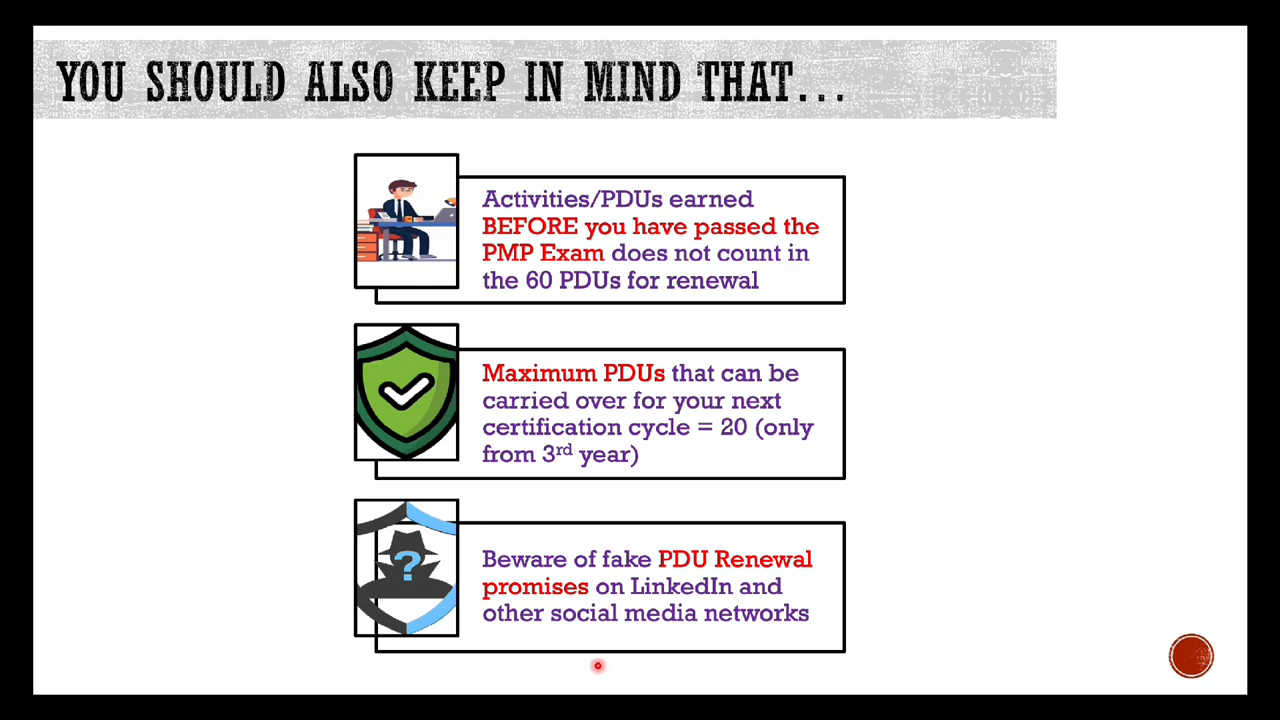 YOU SHOULD ALSO KEEP IN MIND THAT...
Activities/PDUs earned
BEFORE you have passed the
PMP Exam does not count in
the 60 PDUs for renewal
Maximum PDUs that can be
carried over for your next
certification cycle = 20 (only
from 3rd year)
?
Beware of fake PDU Renewal
promises on LinkedIn and
other social media networks